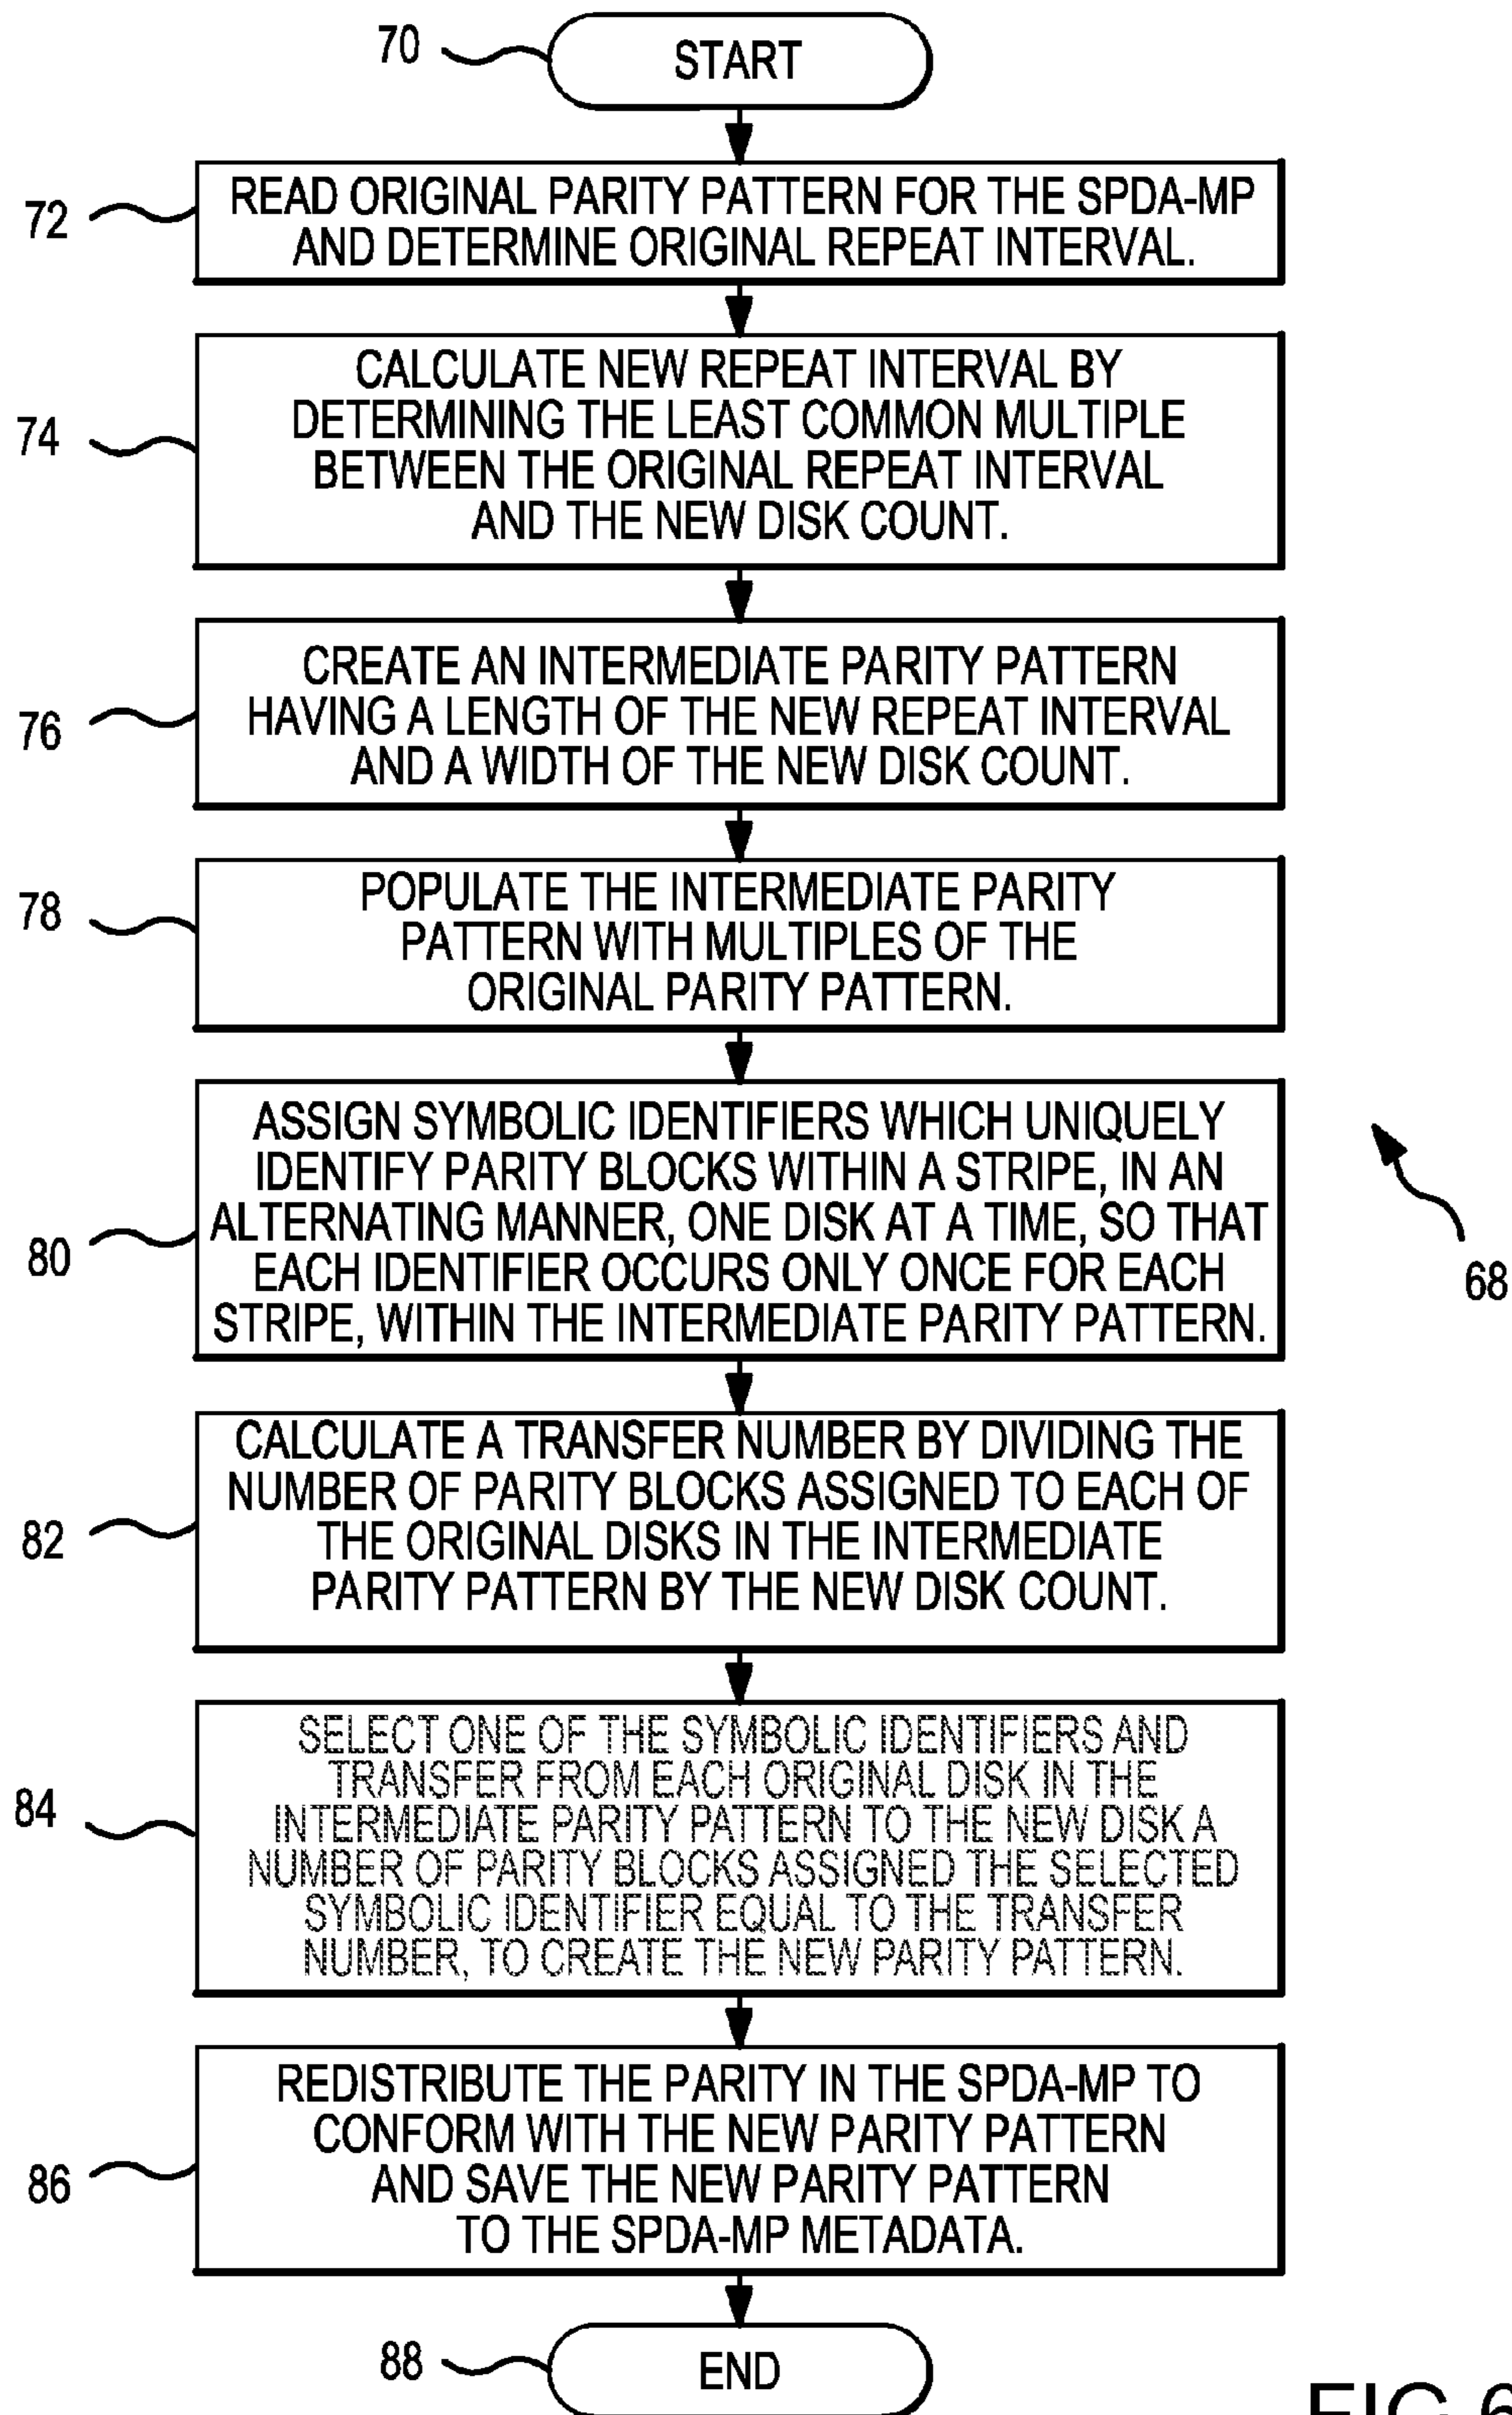 70
START
72
READ ORIGINAL PARITY PATTERN FOR THE SPDA-MP
AND DETERMINE ORIGINAL REPEAT INTERVAL.
74
CALCULATE NEW REPEAT INTERVAL BY
DETERMINING THE LEAST COMMON MULTIPLE
BETWEEN THE ORIGINAL REPEAT INTERVAL
AND THE NEW DISK COUNT.
76
CREATE AN INTERMEDIATE PARITY PATTERN
HAVING A LENGTH OF THE NEW REPEAT INTERVAL
AND A WIDTH OF THE NEW DISK COUNT.
78
POPULATE THE INTERMEDIATE PARITY
PATTERN WITH MULTIPLES OF THE
ORIGINAL PARITY PATTERN.
80
ASSIGN SYMBOLIC IDENTIFIERS WHICH UNIQUELY
IDENTIFY PARITY BLOCKS WITHIN A STRIPE, IN AN
ALTERNATING MANNER, ONE DISK AT A TIME, SO THAT
EACH IDENTIFIER OCCURS ONLY ONCE FOR EACH
STRIPE, WITHIN THE INTERMEDIATE PARITY PATTERN.
68
82
CALCULATE A TRANSFER NUMBER BY DIVIDING THE
NUMBER OF PARITY BLOCKS ASSIGNED TO EACH OF
THE ORIGINAL DISKS IN THE INTERMEDIATE
PARITY PATTERN BY THE NEW DISK COUNT.
84
SELECT ONE OF THE SYMBOLIC IDENTIFIERS AND
TRANSFER FROM EACH ORIGINAL DISK IN THE
INTERMEDIATE PARITY PATTERN TO THE NEW DISK A
NUMBER OF PARITY BLOCKS ASSIGNED THE SELECTED
SYMBOLIC IDENTIFIER EQUAL TO THE TRANSFER
NUMBER, TO CREATE THE NEW PARITY PATTERN.
86
REDISTRIBUTE THE PARITY IN THE SPDA-MP TO
CONFORM WITH THE NEW PARITY PATTERN
AND SAVE THE NEW PARITY PATTERN
TO THE SPDA-MP METADATA.
88
END
FIG.6